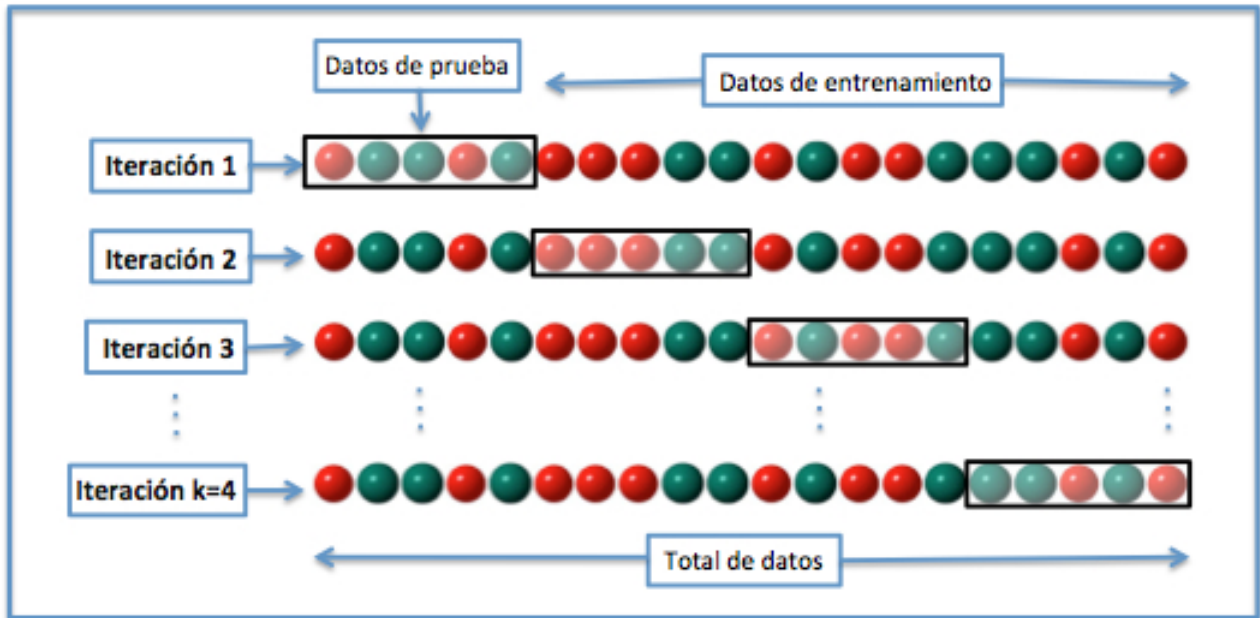 Datos de prueba
Datos de entrenamiento
Iteración 1
Iteración 2
Iteración 3
Iteración k=4
Total de datos